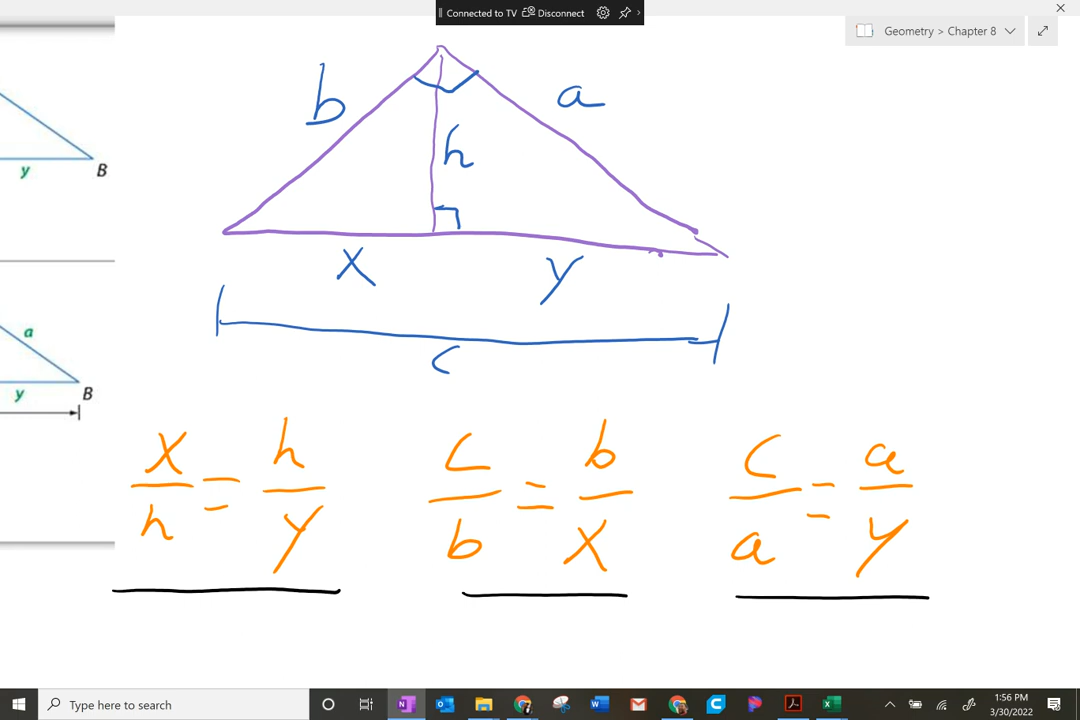 Connected to TV Disconnect
Geometry > Chapter 8
y B
a
y B
b a
h
x y
c
x/h = h/y c/b = b/x c/a = a/y
Type here to search
1:56 PM
3/30/2022